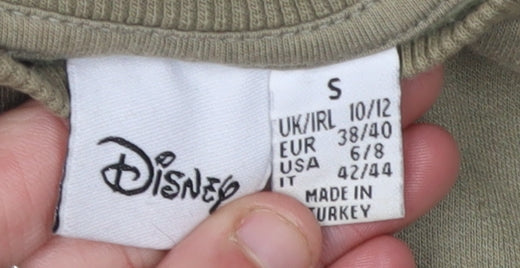 Disney
S
UK/IRL 10/12
EUR 38/40
USA 6/8
IT 42/44
MADE IN
TURKEY